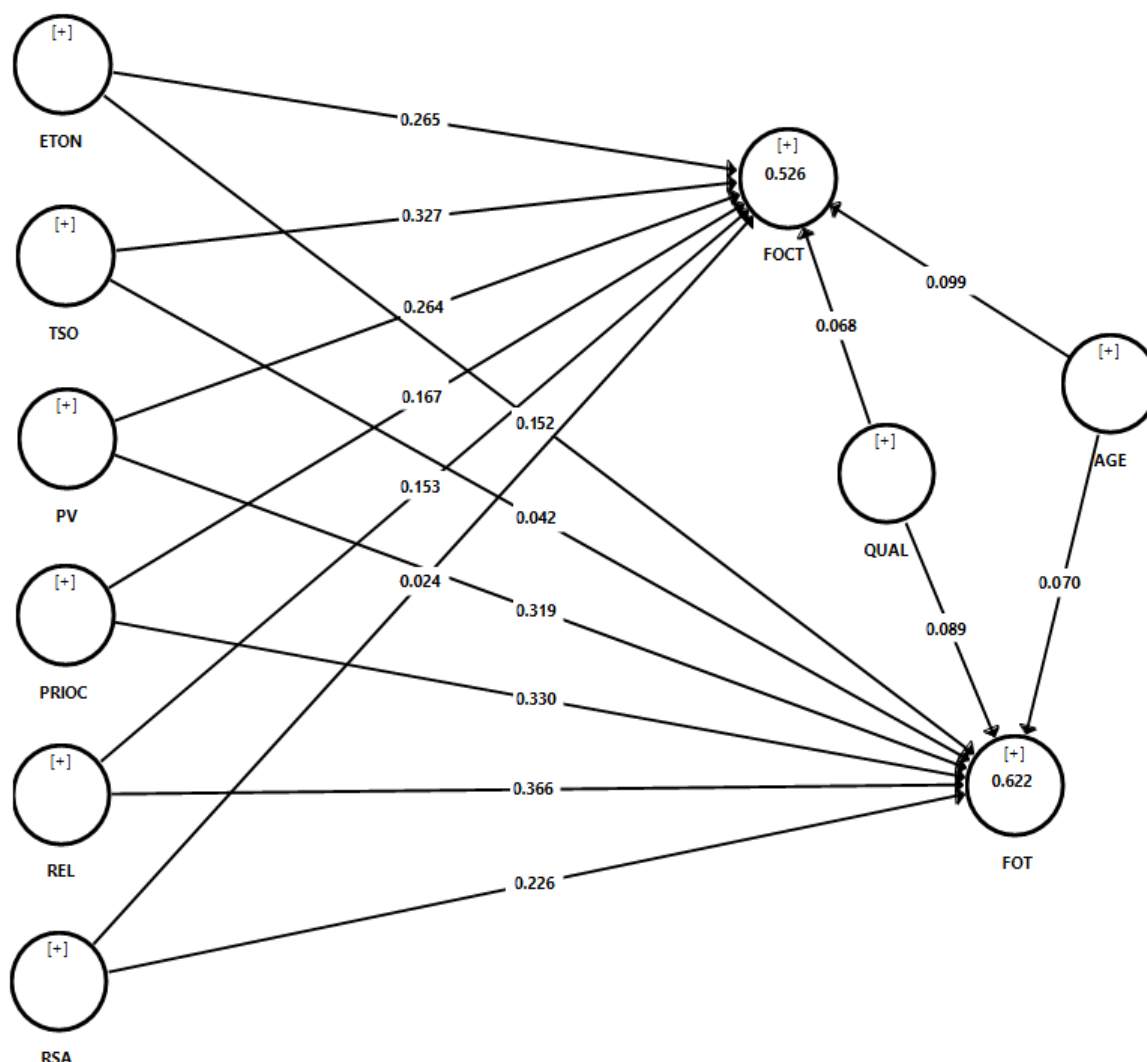 [+]
ETON
[+]
TSO
[+]
PV
[+]
PRIOC
[+]
REL
[+]
RSA
0.265
0.327
0.264
0.167
0.153
0.024
0.152
0.042
0.319
0.330
0.366
0.226
[+]
0.526
FOCT
0.099
0.068
[+]
AGE
[+]
QUAL
0.070
0.089
[+]
0.622
FOT